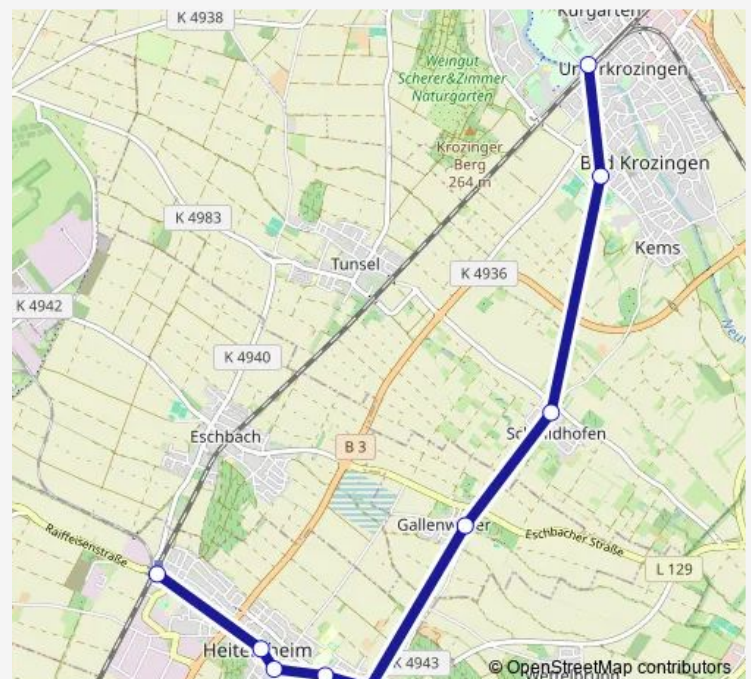 Kurgarten
K 4938
Weingut
Scherer&Zimmer
Naturgarten
Krozinger
Berg
264 m
Bad Krozingen
K 4983
Kems
Tunsel
K 4936
K 4942
K 4940
Eschbach
B 3
Schmidhofen
Gallenweiler
Eschbacher Straße
Raiffeisenstraße
L 129
Heitersheim
K 4943
© OpenStreetMap contributors